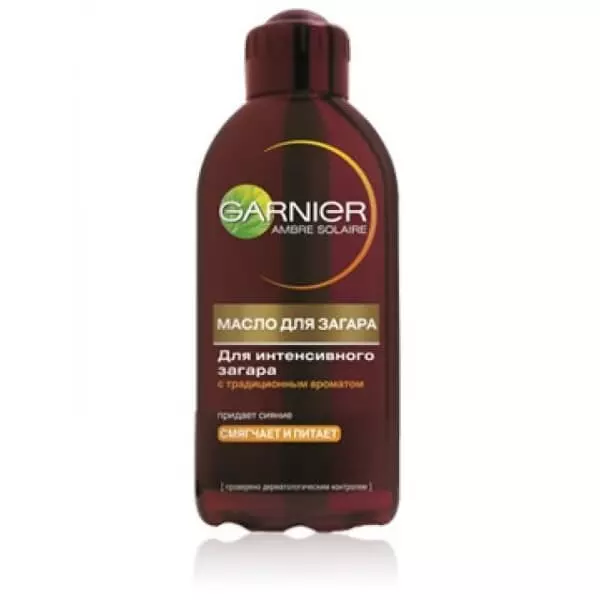 GARNIER
AMBRE SOLAIRE
МАСЛО ДЛЯ ЗАГАРА
Для интенсивного
загара
с традиционным ароматом
придает сияние
СМЯГЧАЕТ И ПИТАЕТ
[ проверено дерматологическим контролем ]